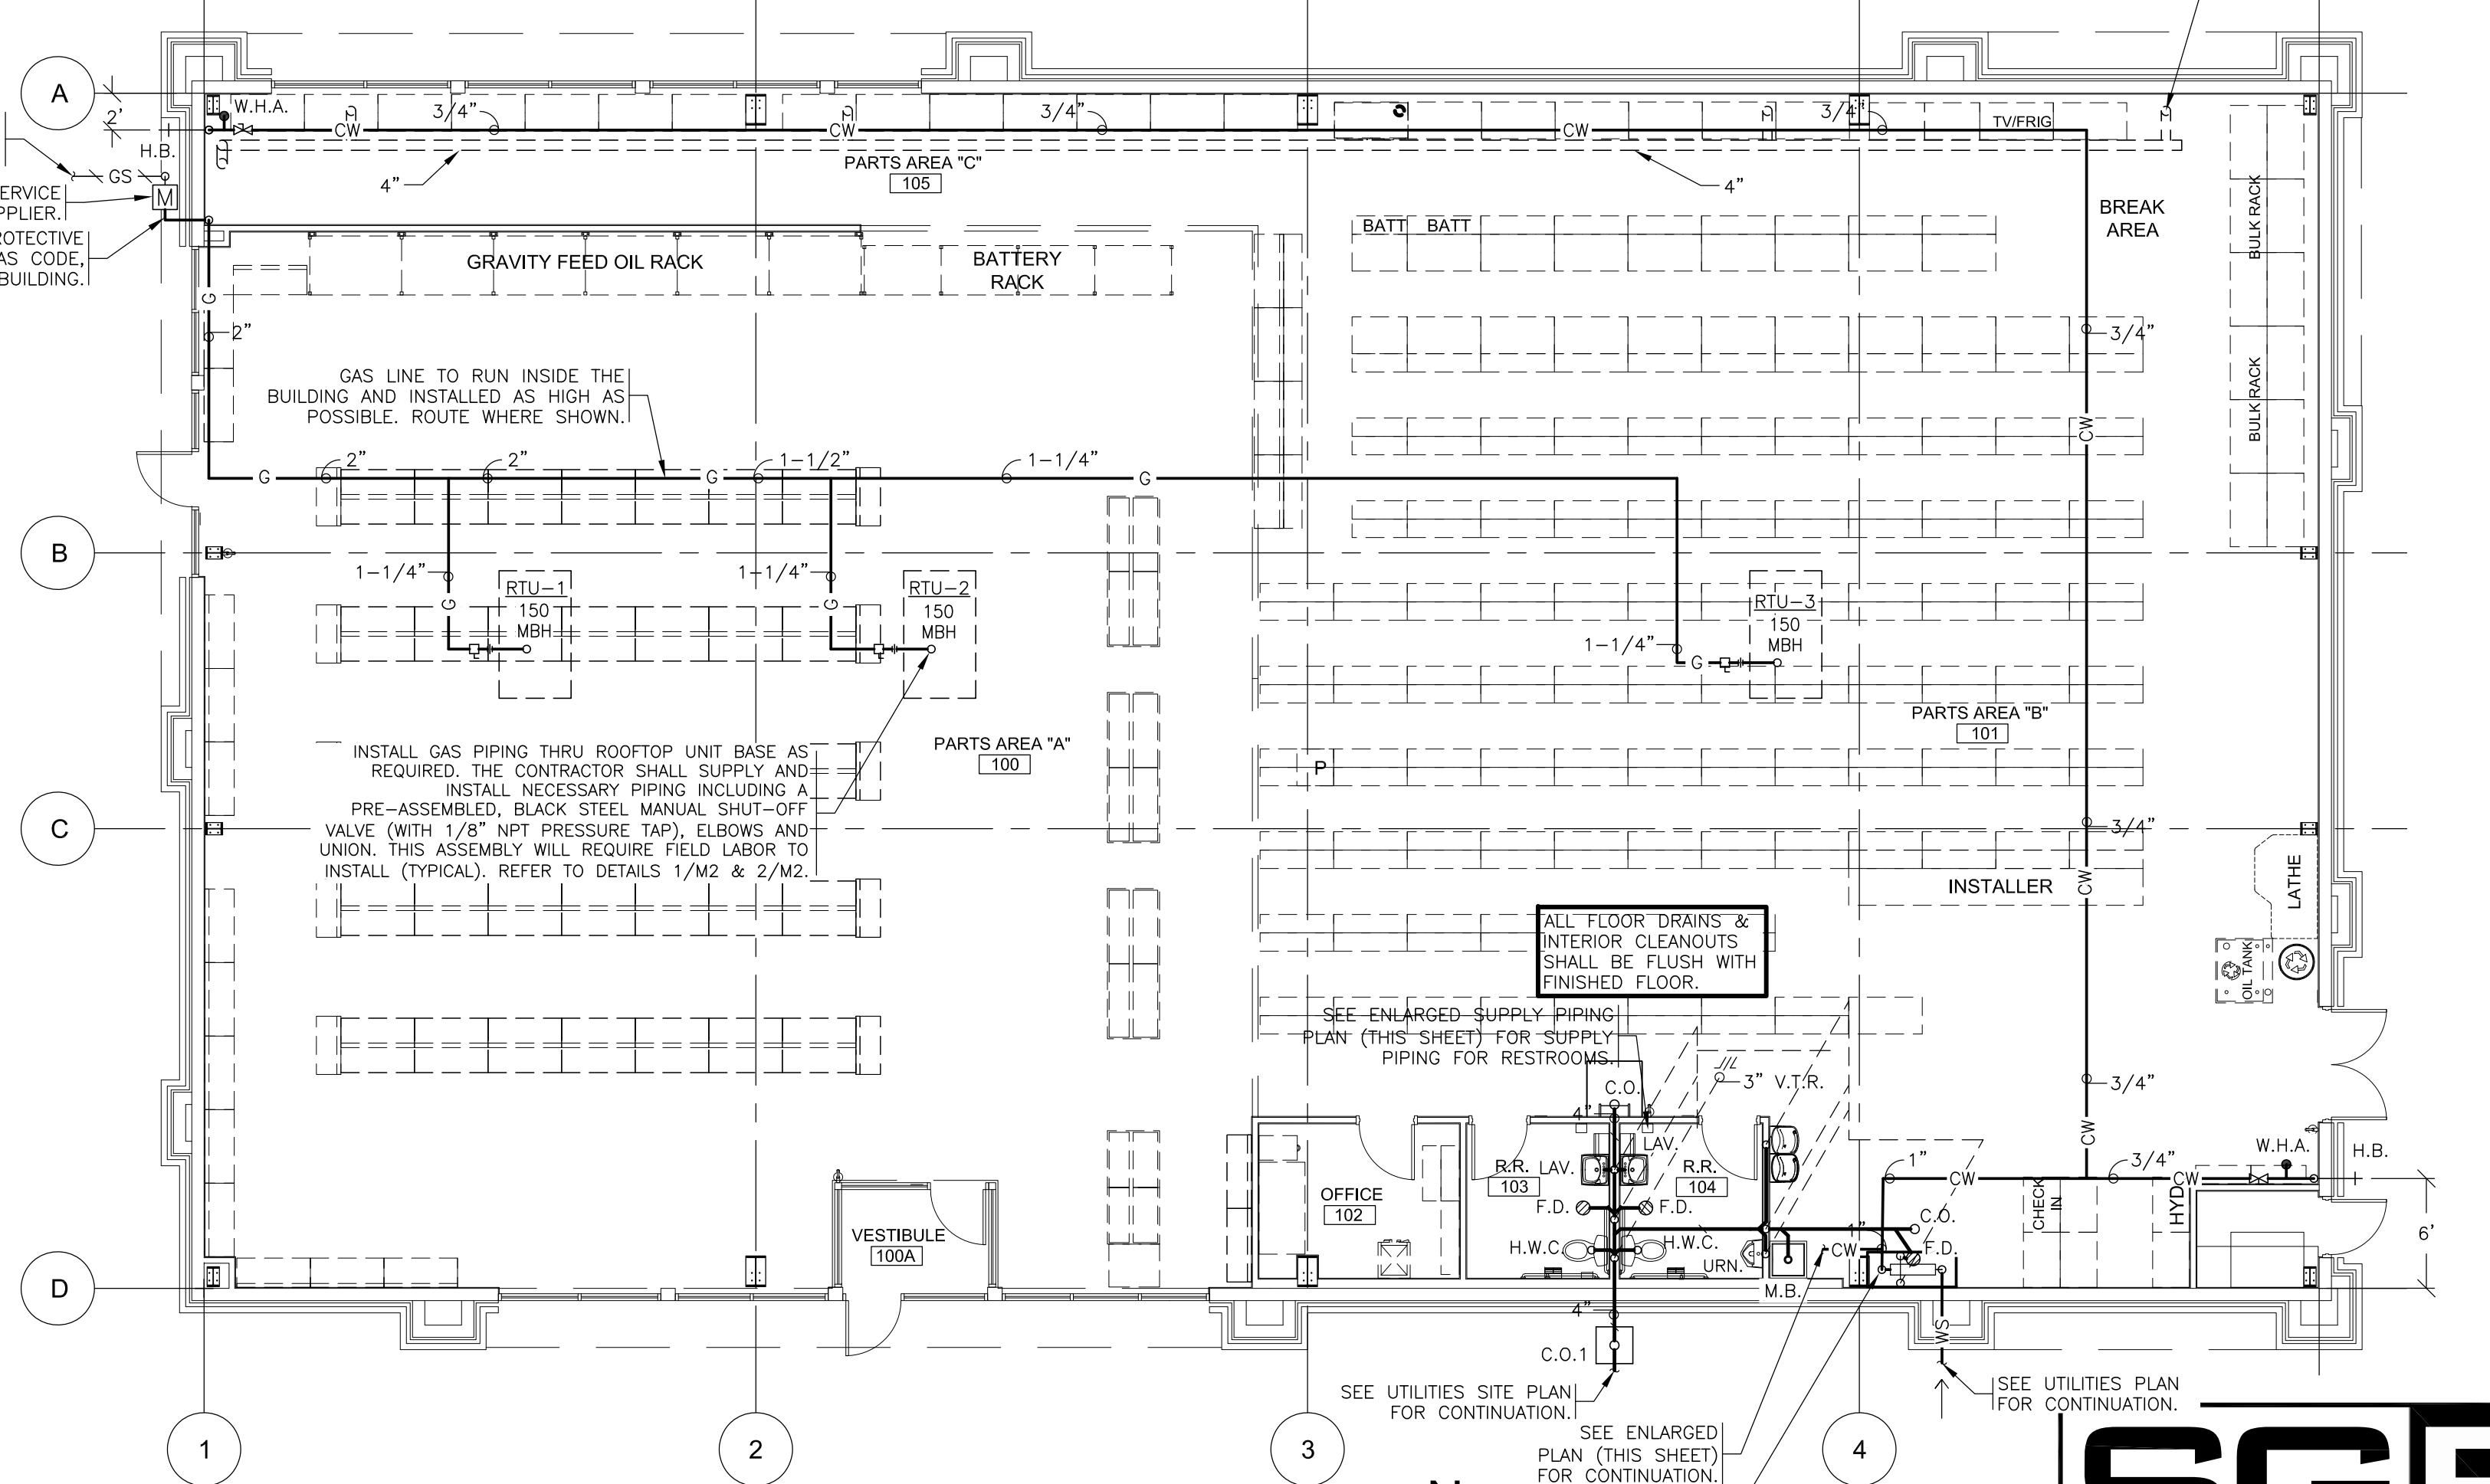 A
2'
W.H.A.
CW
3/4"
CW
3/4"
CW
3/4"
TV/FRIG
H.B.
GS
M
ERVICE
PPLIER.
ROTECTIVE
AS CODE,
BUILDING.
4"
PARTS AREA "C"
105
4"
BREAK
AREA
BULK RACK
BATT BATT
GRAVITY FEED OIL RACK
BATTERY
RACK
G
2"
3/4"
GAS LINE TO RUN INSIDE THE
BUILDING AND INSTALLED AS HIGH AS
POSSIBLE. ROUTE WHERE SHOWN.
BULK RACK
CW
G
2"
2"
G
1-1/2"
1-1/4"
G
B
1-1/4"
G
RTU-1
150
MBH
1-1/4"
G
RTU-2
150
MBH
1-1/4"
G
RTU-3
150
MBH
PARTS AREA "A"
100
PARTS AREA "B"
101
INSTALL GAS PIPING THRU ROOFTOP UNIT BASE AS
REQUIRED. THE CONTRACTOR SHALL SUPPLY AND
INSTALL NECESSARY PIPING INCLUDING A
PRE-ASSEMBLED, BLACK STEEL MANUAL SHUT-OFF
VALVE (WITH 1/8" NPT PRESSURE TAP), ELBOWS AND
UNION. THIS ASSEMBLY WILL REQUIRE FIELD LABOR TO
INSTALL (TYPICAL). REFER TO DETAILS 1/M2 & 2/M2.
P
C
3/4"
CW
INSTALLER
LATHE
OIL TANK
ALL FLOOR DRAINS &
INTERIOR CLEANOUTS
SHALL BE FLUSH WITH
FINISHED FLOOR.
SEE ENLARGED SUPPLY PIPING
PLAN (THIS SHEET) FOR SUPPLY
PIPING FOR RESTROOMS.
C.O.
3" V.T.R.
3/4"
4"
CW
LAV.
R.R.
103
LAV.
R.R.
104
1"
CW
3/4"
CW
W.H.A.
H.B.
OFFICE
102
F.D.
F.D.
CHECK
IN
HYD
C.O.
VESTIBULE
100A
H.W.C.
H.W.C.
URN.
1"
CW
F.D.
6'
D
M.B.
4"
WS
C.O.1
SEE UTILITIES SITE PLAN
FOR CONTINUATION.
SEE UTILITIES PLAN
FOR CONTINUATION.
SEE ENLARGED
PLAN (THIS SHEET)
FOR CONTINUATION.
1
2
3
4
N